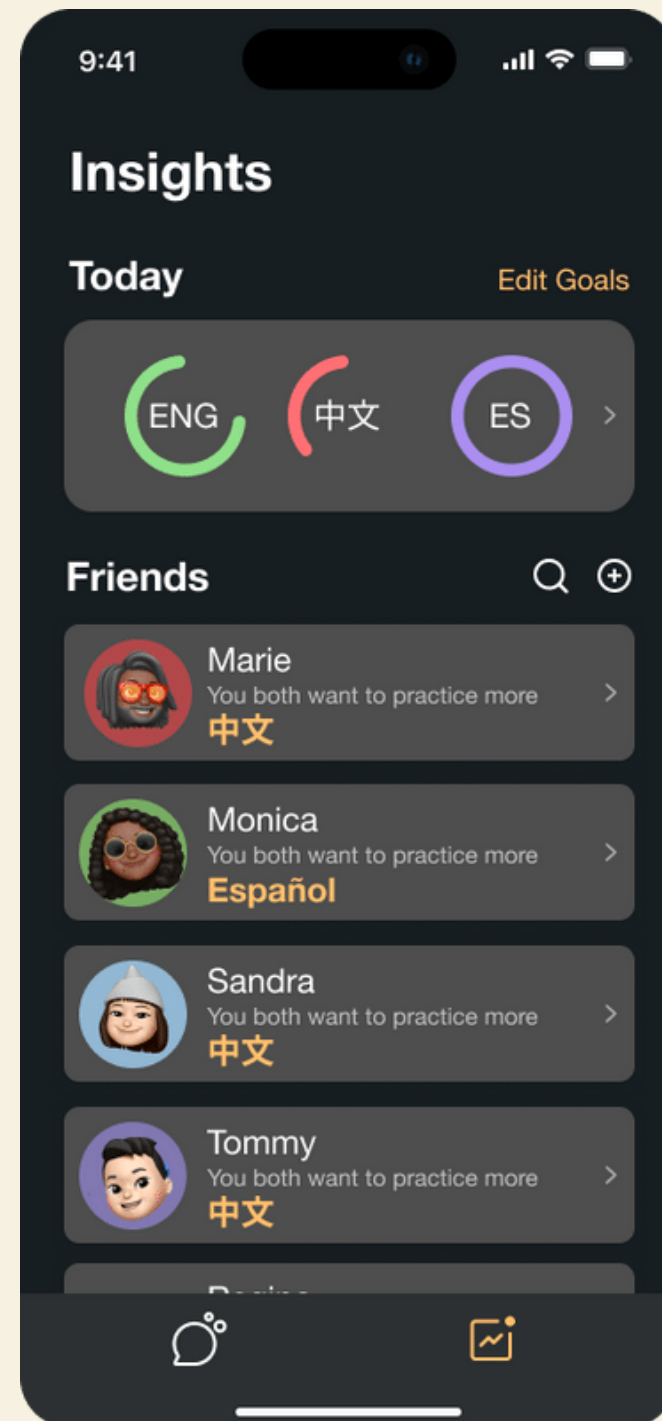 9:41
Insights
Today
Edit Goals
ENG 中文 ES
Friends
Marie
You both want to practice more
中文
Monica
You both want to practice more
Español
Sandra
You both want to practice more
中文
Tommy
You both want to practice more
中文